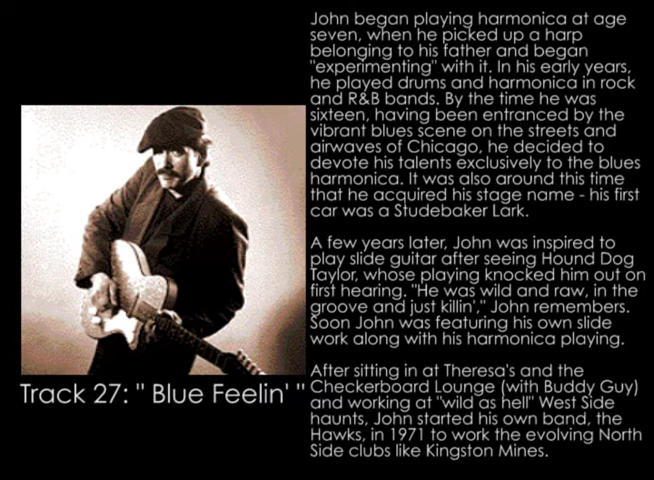 John began playing harmonica at age
seven, when he picked up a harp
belonging to his father and began
"experimenting" with it. In his early years,
he played drums and harmonica in rock
and R&B bands. By the time he was
sixteen, having been entranced by the
vibrant blues scene on the streets and
airwaves of Chicago, he decided to
devote his talents exclusively to the blues
harmonica. It was also around this time
that he acquired his stage name - his first
car was a Studebaker Lark.
A few years later, John was inspired to
play slide guitar after seeing Hound Dog
Taylor, whose playing knocked him out on
first hearing. "He was wild and raw, in the
groove and just killin'," John remembers.
Soon John was featuring his own slide
work along with his harmonica playing.
After sitting in at Theresa's and the
Checkerboard Lounge (with Buddy Guy)
and working at "wild as hell" West Side
haunts, John started his own band, the
Hawks, in 1971 to work the evolving North
Side clubs like Kingston Mines.
Track 27: " Blue Feelin' "